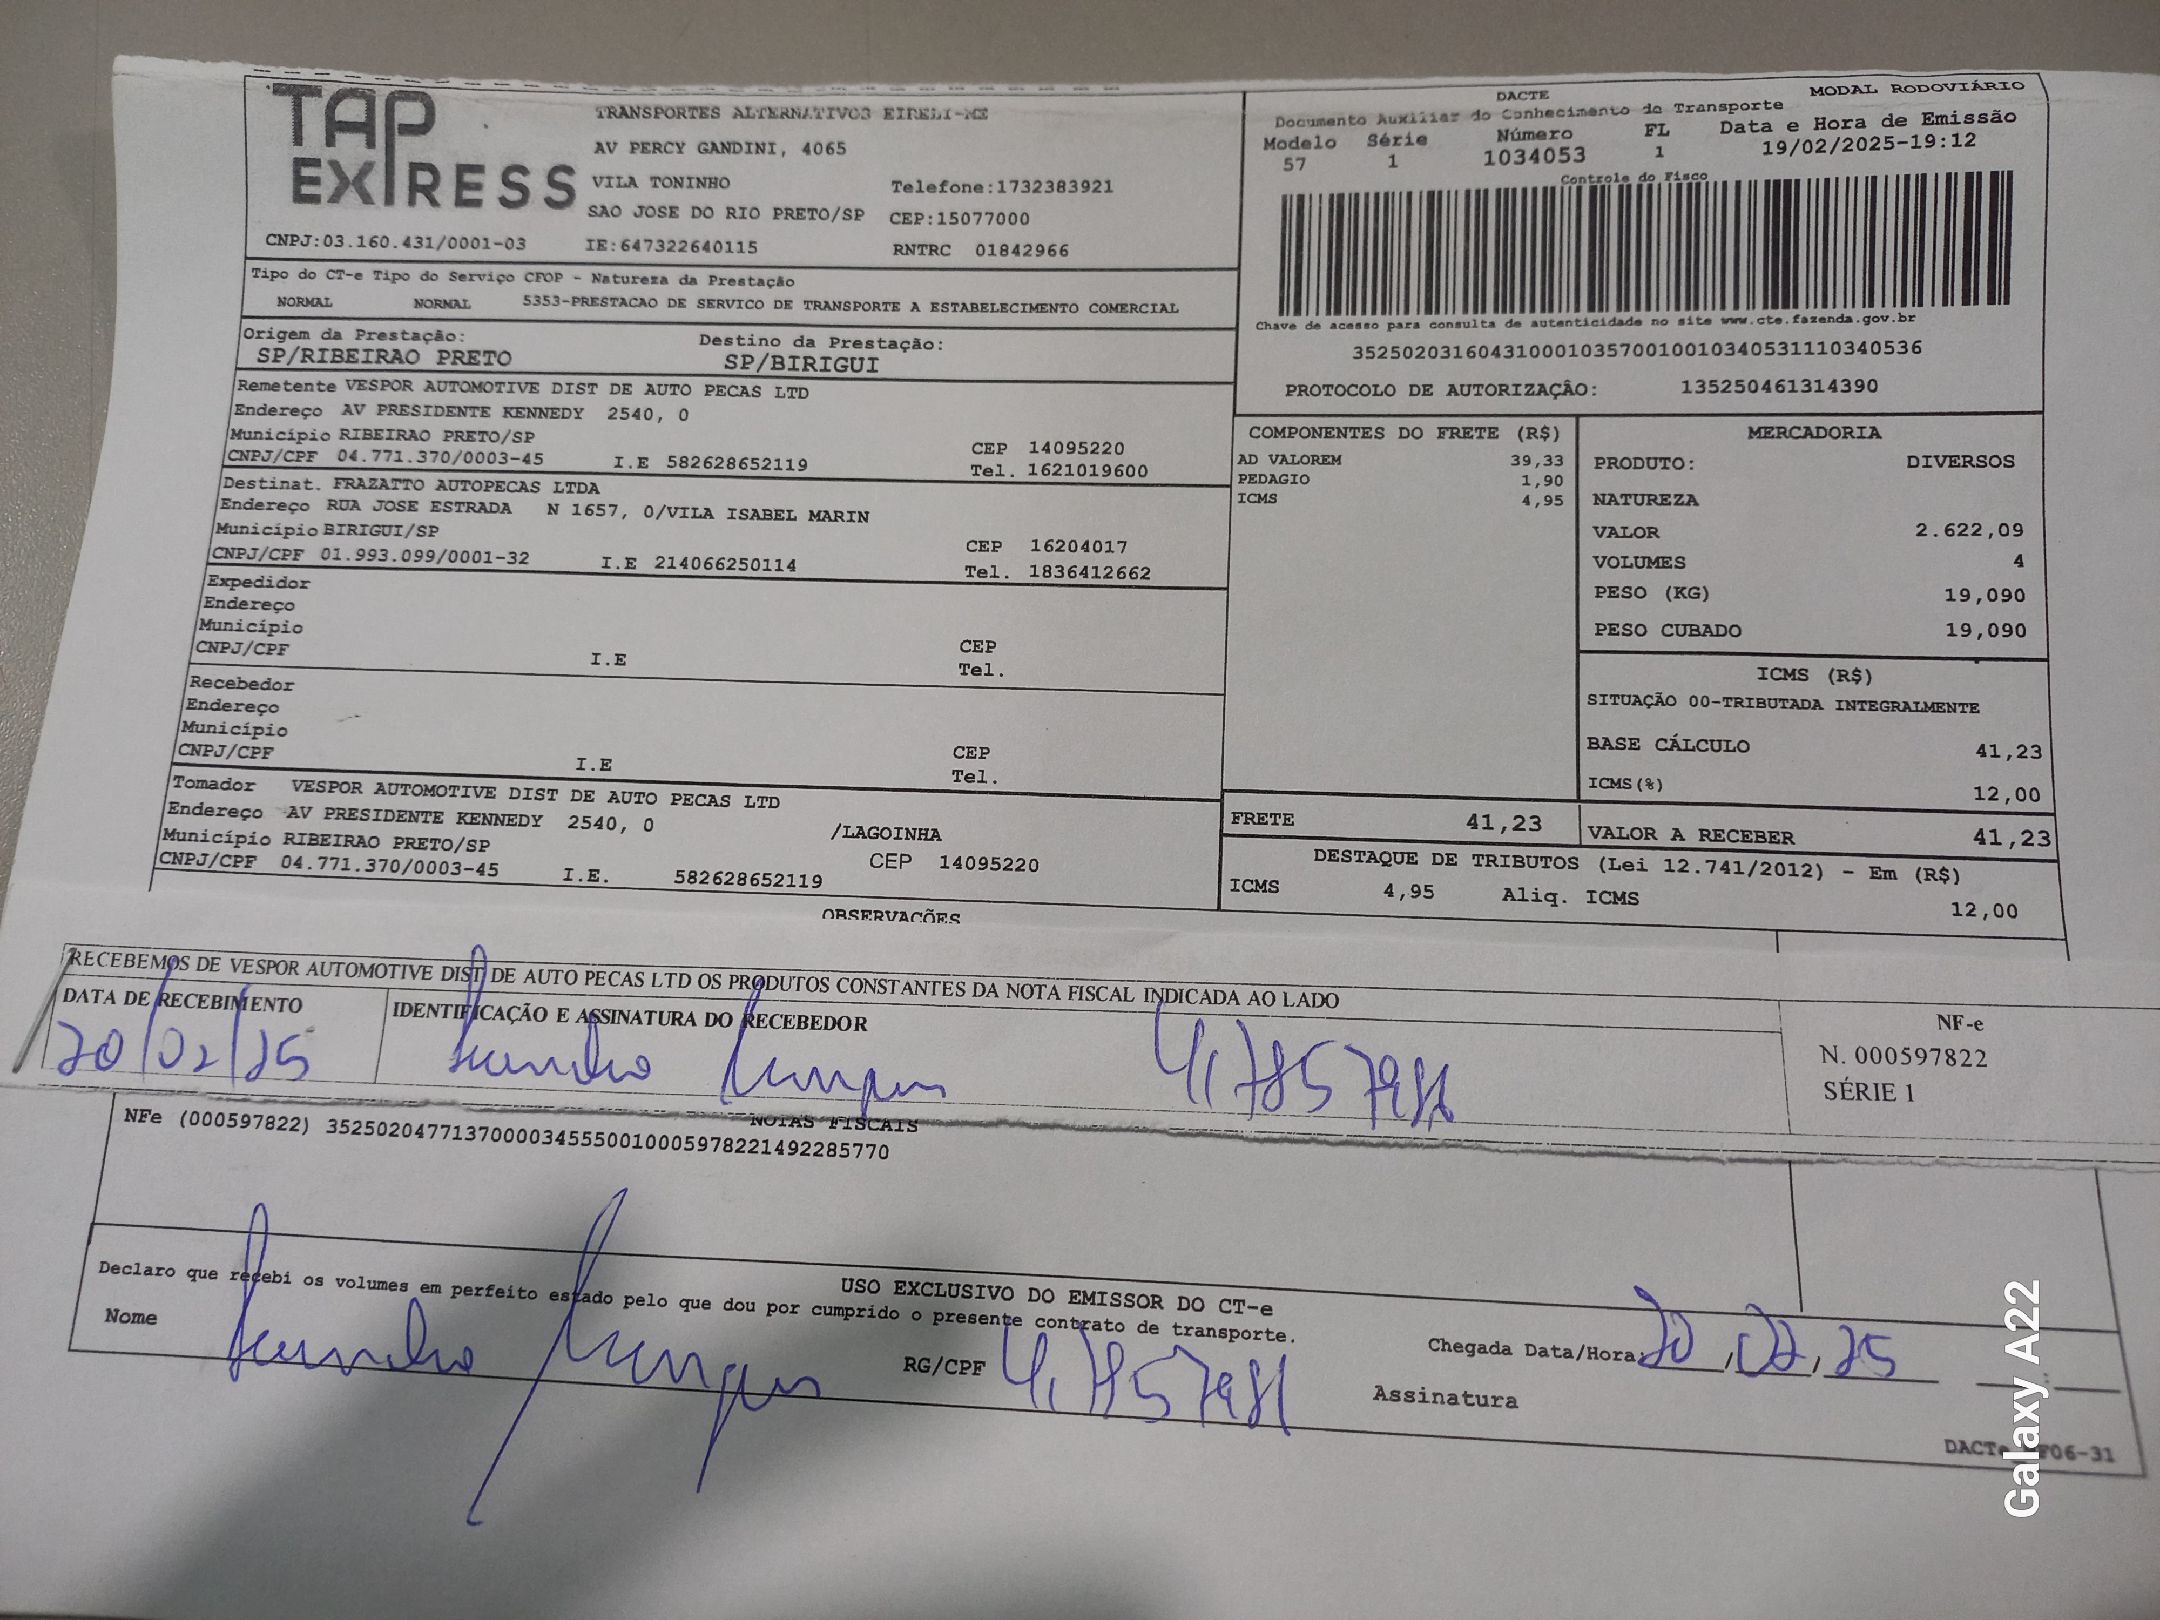 TAP EXPRESS
TRANSPORTES ALTERNATIVOS EIRELI-ME
AV PERCY GANDINI, 4065
VILA TONINHO Telefone:1732383921
SAO JOSE DO RIO PRETO/SP CEP:15077000
CNPJ:03.160.431/0001-03 IE:647322640115 RNTRC 01842966
DACTE MODAL RODOVIÁRIO
Documento Auxiliar do Conhecimento de Transporte
Modelo Série Número FL Data e Hora de Emissão
57 1 1034053 1 19/02/2025-19:12
Controle do Fisco
Chave de acesso para consulta de autenticidade no site www.cte.fazenda.gov.br
35250203160431000103570010010340531110340536
PROTOCOLO DE AUTORIZAÇÃO: 135250461314390
Tipo do CT-e Tipo do Serviço CFOP - Natureza da Prestação
NORMAL NORMAL 5353-PRESTACAO DE SERVICO DE TRANSPORTE A ESTABELECIMENTO COMERCIAL
Origem da Prestação: Destino da Prestação:
SP/RIBEIRAO PRETO SP/BIRIGUI
Remetente VESPOR AUTOMOTIVE DIST DE AUTO PECAS LTD
Endereço AV PRESIDENTE KENNEDY 2540, 0
Município RIBEIRAO PRETO/SP CEP 14095220
CNPJ/CPF 04.771.370/0003-45 I.E 582628652119 Tel. 1621019600
Destinat. FRAZATTO AUTOPECAS LTDA
Endereço RUA JOSE ESTRADA N 1657, 0/VILA ISABEL MARIN
Município BIRIGUI/SP CEP 16204017
CNPJ/CPF 01.993.099/0001-32 I.E 214066250114 Tel. 1836412662
Expedidor
Endereço
Município CEP
CNPJ/CPF I.E Tel.
Recebedor
Endereço
Município CEP
CNPJ/CPF I.E Tel.
Tomador VESPOR AUTOMOTIVE DIST DE AUTO PECAS LTD
Endereço AV PRESIDENTE KENNEDY 2540, 0 /LAGOINHA
Município RIBEIRAO PRETO/SP CEP 14095220
CNPJ/CPF 04.771.370/0003-45 I.E. 582628652119
COMPONENTES DO FRETE (R$)
AD VALOREM 39,33
PEDAGIO 1,90
ICMS 4,95
MERCADORIA
PRODUTO: DIVERSOS
NATUREZA
VALOR 2.622,09
VOLUMES 4
PESO (KG) 19,090
PESO CUBADO 19,090
ICMS (R$)
SITUAÇÃO 00-TRIBUTADA INTEGRALMENTE
BASE CÁLCULO 41,23
ICMS(%) 12,00
FRETE 41,23 VALOR A RECEBER 41,23
DESTAQUE DE TRIBUTOS (Lei 12.741/2012) - Em (R$)
ICMS 4,95 Aliq. ICMS 12,00
OBSERVAÇÕES
RECEBEMOS DE VESPOR AUTOMOTIVE DIST DE AUTO PECAS LTD OS PRODUTOS CONSTANTES DA NOTA FISCAL INDICADA AO LADO
DATA DE RECEBIMENTO IDENTIFICAÇÃO E ASSINATURA DO RECEBEDOR
20/02/25
NF-e
N. 000597822
SÉRIE 1
NOTAS FISCAIS
NFe (000597822) 35250204771370000345550010005978221492285770
USO EXCLUSIVO DO EMISSOR DO CT-e
Declaro que recebi os volumes em perfeito estado pelo que dou por cumprido o presente contrato de transporte.
Nome RG/CPF Chegada Data/Hora: 20/02/25
Assinatura
Galaxy A22